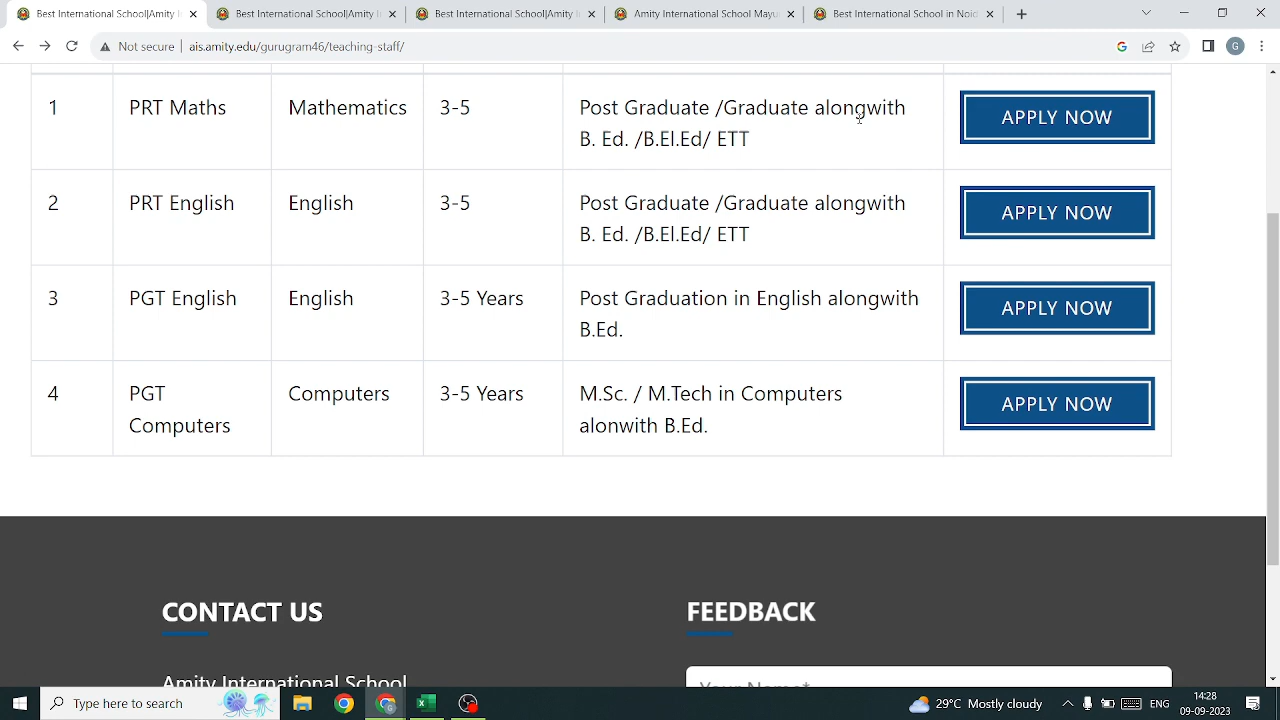 Best International School|Amity
Best International School|Amity I
Best International School|Amity I
Amity International School Mayu
Best International School in Noid
Not secure
ais.amity.edu/gurugram46/teaching-staff/
G
1 PRT Maths Mathematics 3-5 Post Graduate /Graduate alongwith APPLY NOW
B. Ed. /B.El.Ed/ ETT
2 PRT English English 3-5 Post Graduate /Graduate alongwith APPLY NOW
B. Ed. /B.El.Ed/ ETT
3 PGT English English 3-5 Years Post Graduation in English alongwith APPLY NOW
B.Ed.
4 PGT Computers 3-5 Years M.Sc. / M.Tech in Computers APPLY NOW
Computers alonwith B.Ed.
CONTACT US FEEDBACK
Amity International School
Your Name*
Type here to search
29°C Mostly cloudy
ENG
14:28
09-09-2023